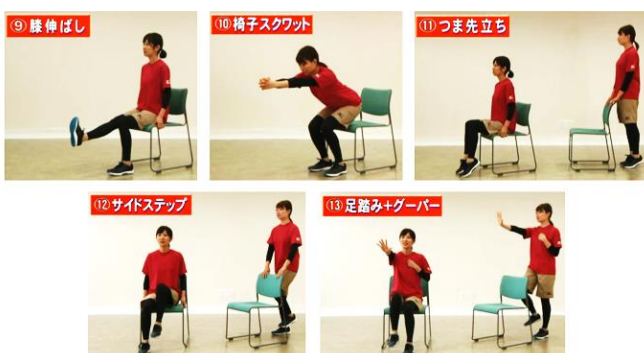 ⑨膝伸ばし
⑩椅子スクワット
⑪つま先立ち
⑫サイドステップ
⑬足踏み+グーパー